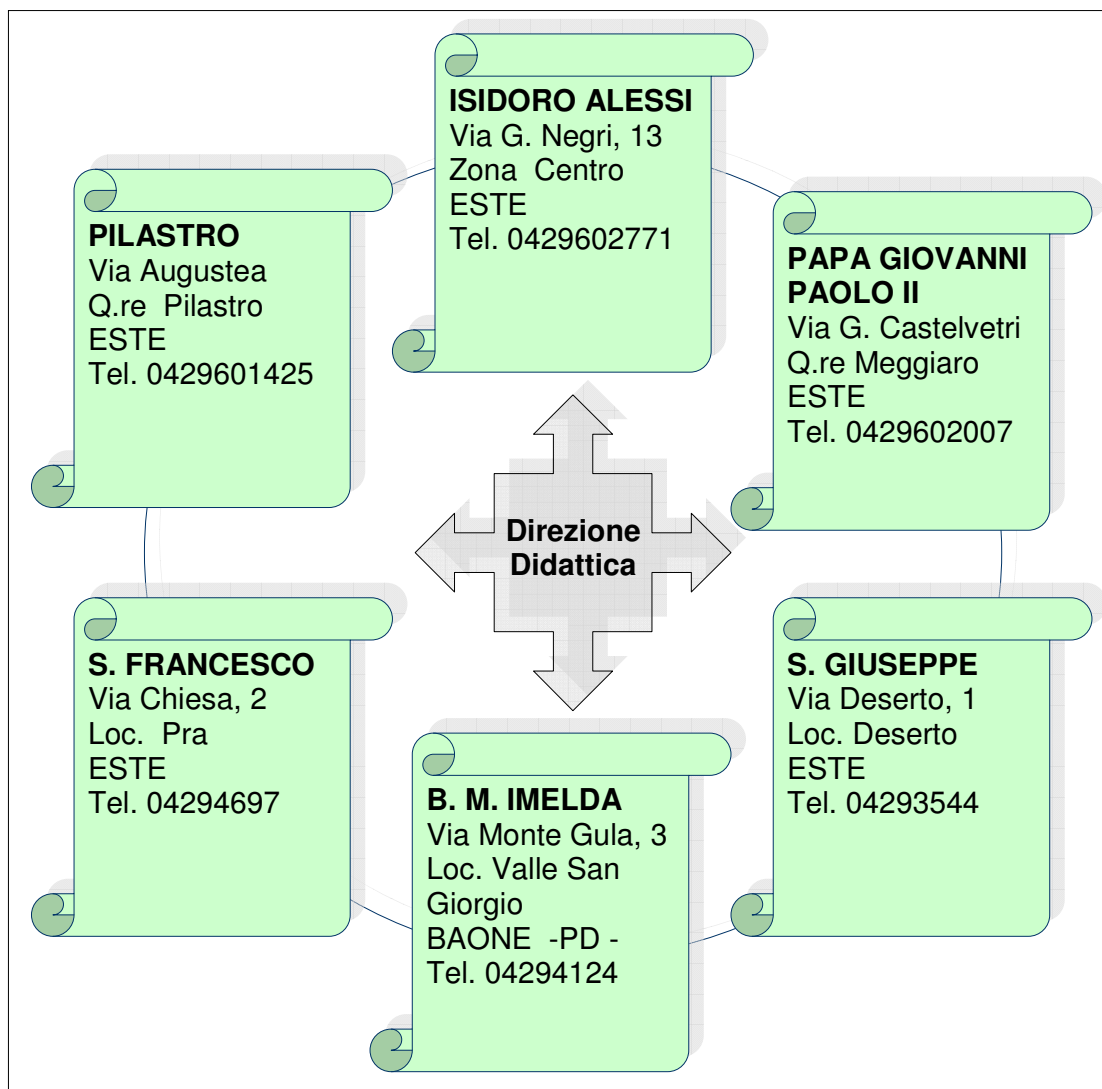 ISIDORO ALESSI
Via G. Negri, 13
Zona Centro
ESTE
Tel. 0429602771
PILASTRO
Via Augustea
Q.re Pilastro
ESTE
Tel. 0429601425
PAPA GIOVANNI
PAOLO II
Via G. Castelvetri
Q.re Meggiaro
ESTE
Tel. 0429602007
Direzione
Didattica
S. FRANCESCO
Via Chiesa, 2
Loc. Pra
ESTE
Tel. 04294697
S. GIUSEPPE
Via Deserto, 1
Loc. Deserto
ESTE
Tel. 04293544
B. M. IMELDA
Via Monte Gula, 3
Loc. Valle San
Giorgio
BAONE -PD -
Tel. 04294124